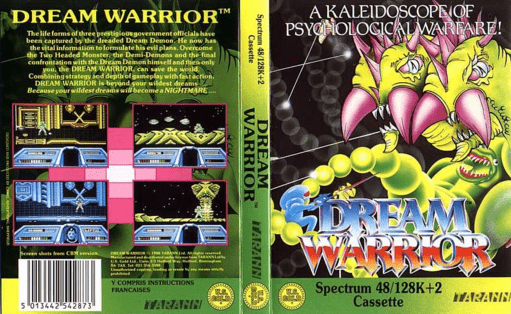 DREAM WARRIOR™
The life forms of three prestigious government officials have
been captured by the dreaded Dream Demon. He now has
the vital information to formulate his evil plans. Overcome
the Two Headed Monster, the Demi-Demons and the final
confrontation with the Dream Demon himself and then only
you, the DREAM WARRIOR, can save the world.
Combining strategy and depth of gameplay with fast action,
DREAM WARRIOR is beyond your wildest dreams
Because your wildest dreams will become a NIGHTMARE .....
Screen shots from CBM version.
5 013442 542873
Y COMPRIS INSTRUCTIONS
FRANCAISES
TARANN
U.S. GOLD
Spectrum 48/128K+2
Cassette
DREAM
WARRIOR™
TARANN
U.S. GOLD
A KALEIDOSCOPE OF
PSYCHOLOGICAL WARFARE!
DREAM
WARRIOR
Spectrum 48/128K+2
Cassette
U.S. GOLD
TARANN